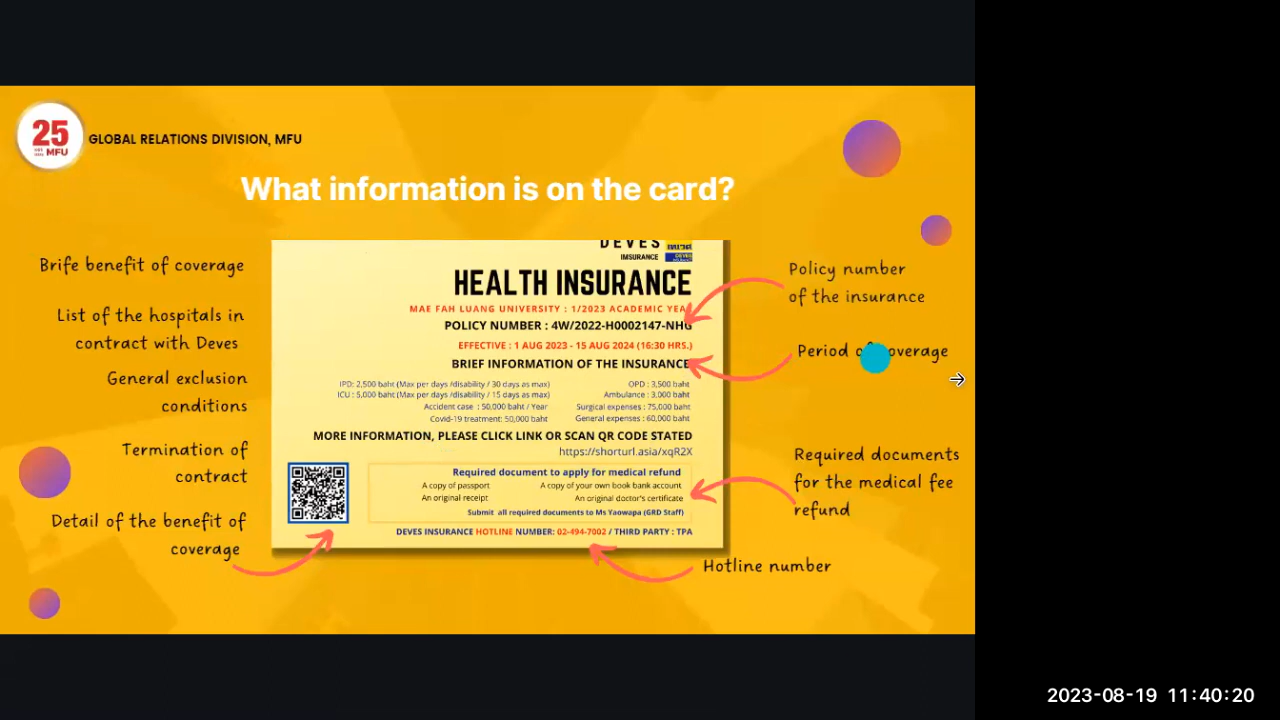 25
MFU
GLOBAL RELATIONS DIVISION, MFU
What information is on the card?
Brife benefit of coverage
List of the hospitals in
contract with Deves
General exclusion
conditions
Termination of
contract
Detail of the benefit of
coverage
DEVES
IMSURANCE
HEALTH INSURANCE
MAE FAH LUANG UNIVERSITY : 1/2023 ACADEMIC YEA
POLICY NUMBER : 4W/2022-H0002147-NHG
EFFECTIVE : 1 AUG 2023 - 15 AUG 2024 (16:30 HRS.)
BRIEF INFORMATION OF THE INSURANCE
IPD: 2,500 baht (Max per days /disability / 30 days as max)
OPD : 3,500 baht
ICU : 5,000 baht (Max per days /disability / 15 days as max)
Ambulance : 3,000 baht
Accident case : 50,000 baht / Year
Surgical expenses : 75,000 baht
Covid-19 treatment: 50,000 baht
General expenses : 60,000 baht
MORE INFORMATION, PLEASE CLICK LINK OR SCAN QR CODE STATED
https://shorturl.asia/xqR2X
Required document to apply for medical refund
A copy of passport
A copy of your own book bank account
An original receipt
An original doctor's certificate
Submit all required documents to Ms Yaowapa (GRD Staff)
DEVES INSURANCE HOTLINE NUMBER: 02-494-7002 / THIRD PARTY : TPA
Policy number
of the insurance
Period overage
Required documents
for the medical fee
refund
Hotline number
2023-08-19 11:40:20